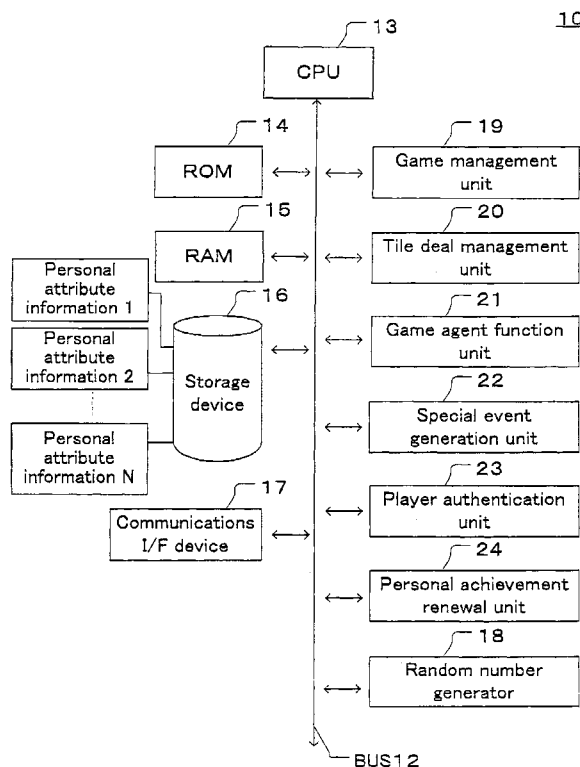 10
13
CPU
14
ROM
15
RAM
16
Storage
device
Personal
attribute
information 1
Personal
attribute
information 2
Personal
attribute
information N
17
Communications
I/F device
19
Game management
unit
20
Tile deal management
unit
21
Game agent function
unit
22
Special event
generation unit
23
Player authentication
unit
24
Personal achievement
renewal unit
18
Random number
generator
BUS12